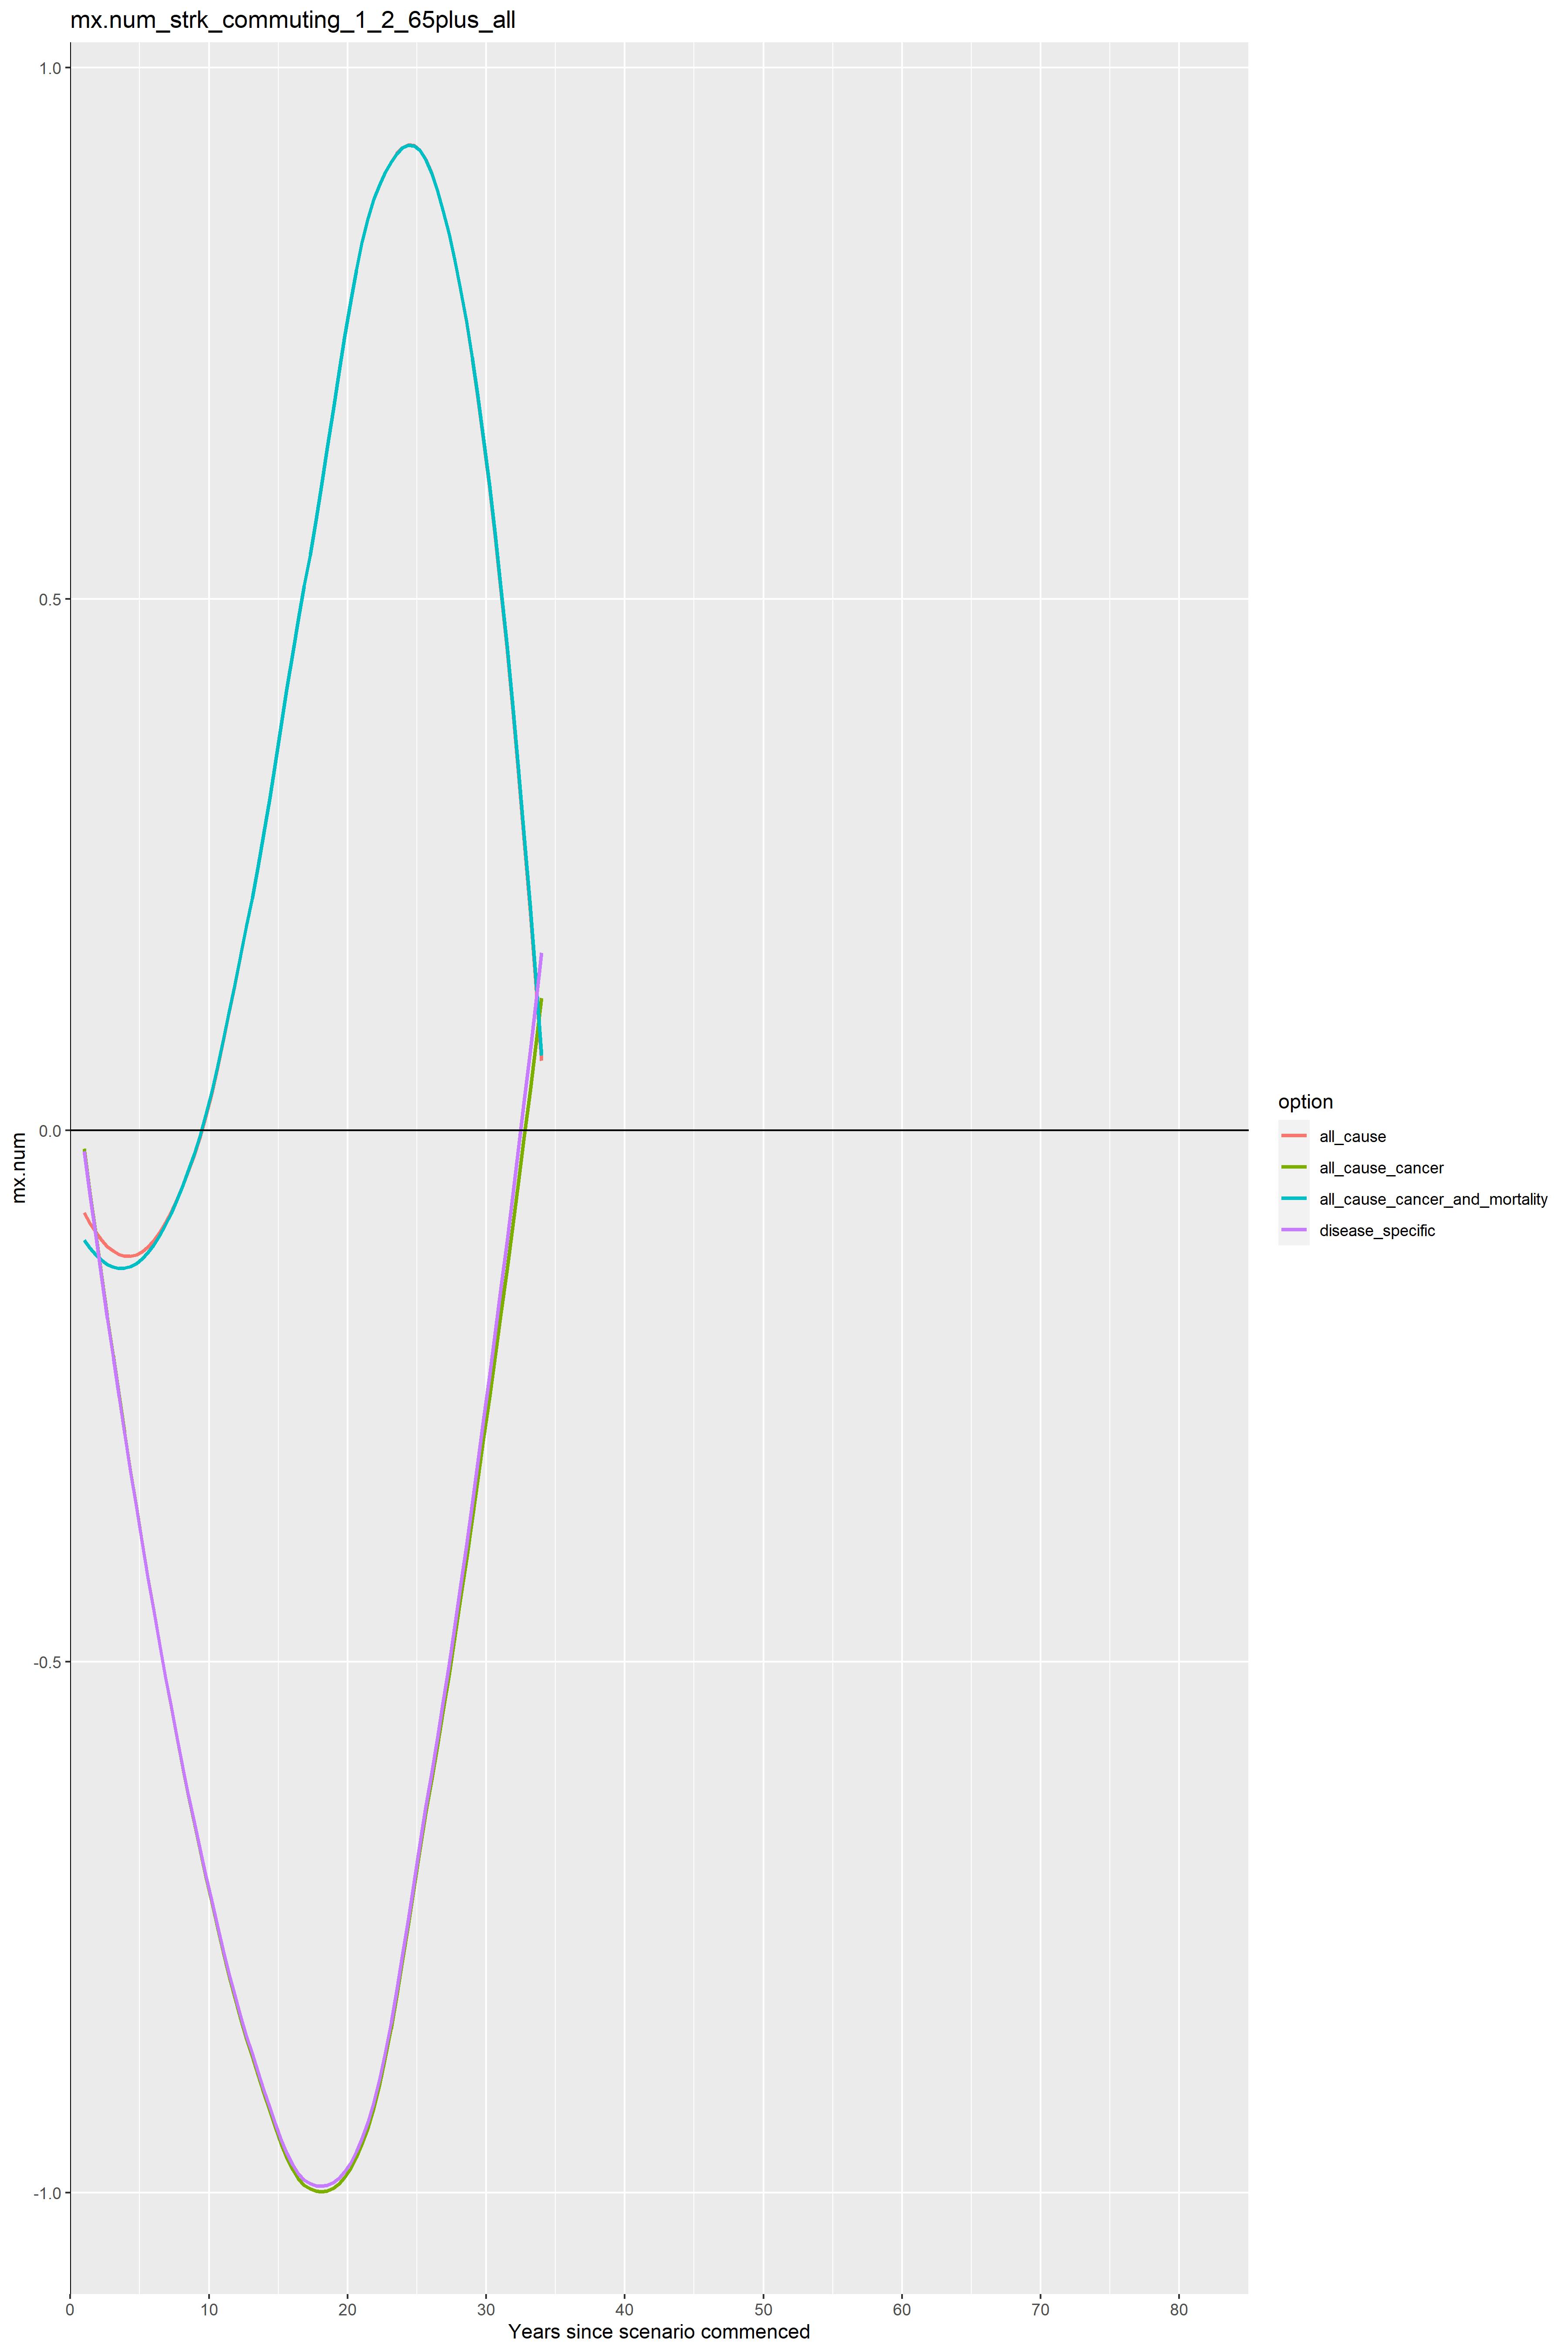 mx.num_strk_commuting_1_2_65plus_all
1.0
0.5
0.0
-0.5
-1.0
mx.num
0 10 20 30 40 50 60 70 80
Years since scenario commenced
option
all_cause
all_cause_cancer
all_cause_cancer_and_mortality
disease_specific